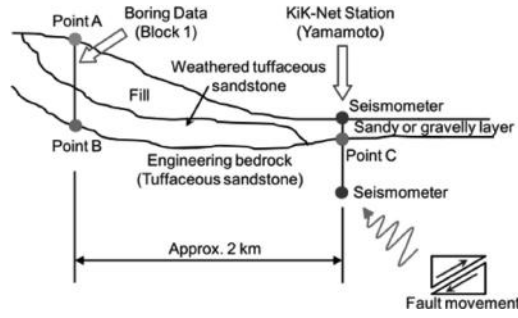 Point A
Boring Data
(Block 1)
KiK-Net Station
(Yamamoto)
Weathered tuffaceous
sandstone
Fill
Seismometer
Sandy or gravelly layer
Point B
Point C
Engineering bedrock
(Tuffaceous sandstone)
Seismometer
Approx. 2 km
Fault movement